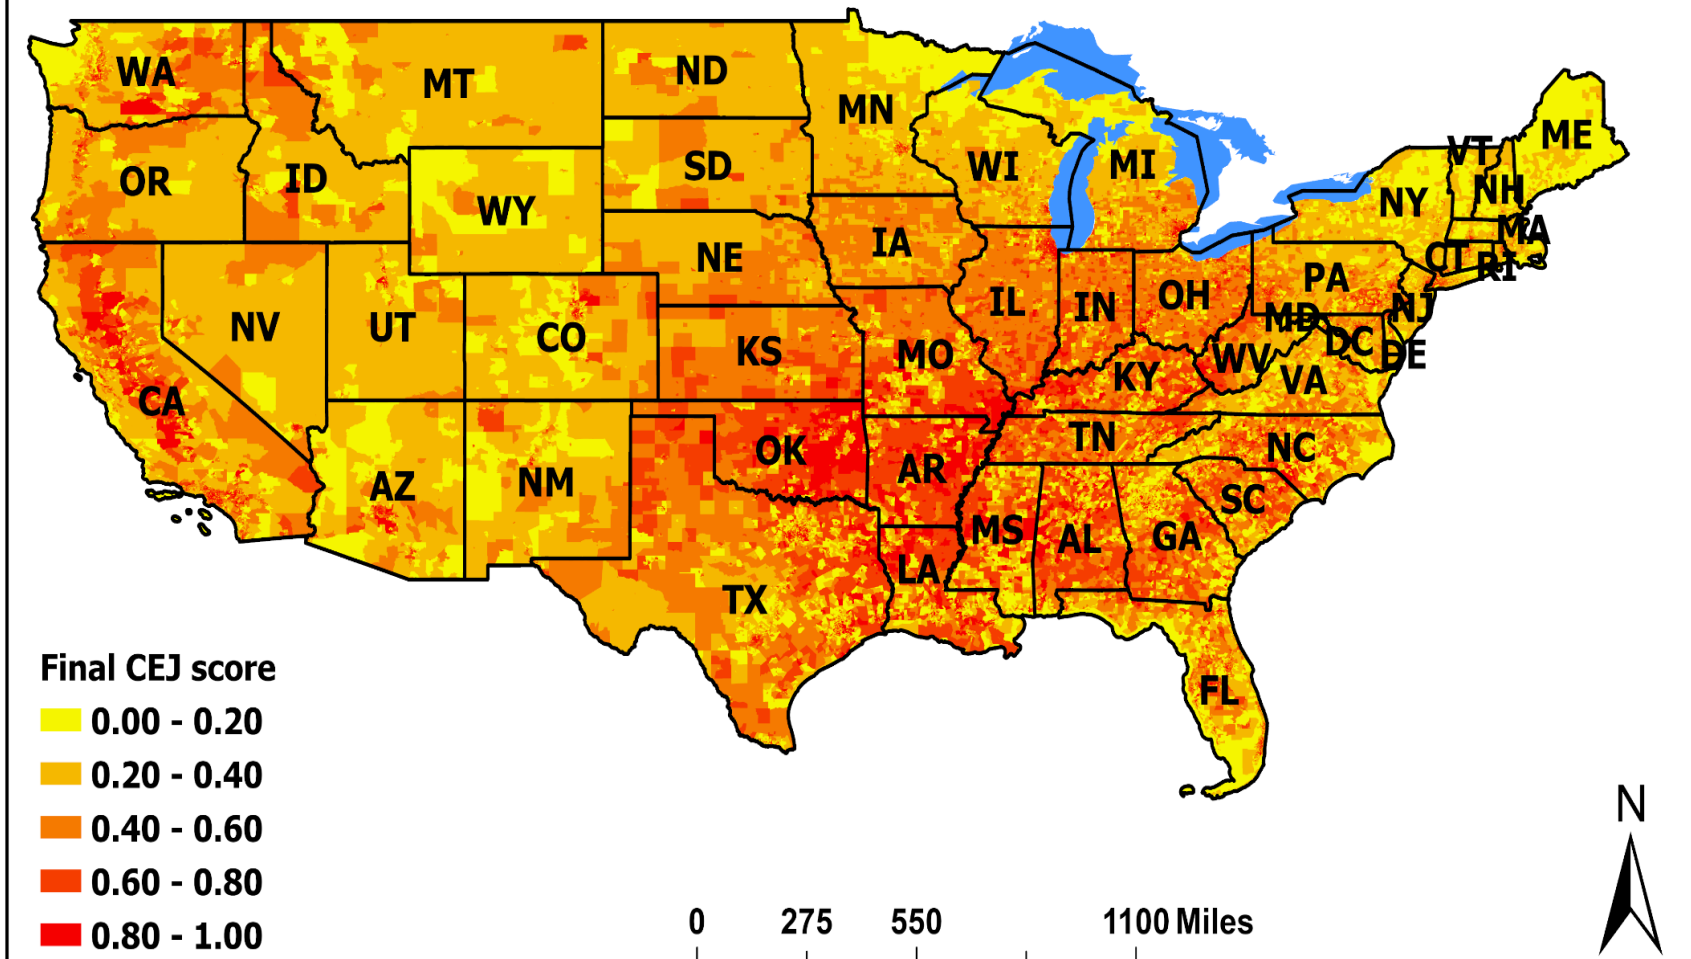 WA
MT
ND
MN
VT
ME
OR
ID
WY
SD
WI
MI
NY
NH
MA
NV
UT
CO
NE
IA
IL
IN
OH
PA
CT
RI
NJ
MD
DC
DE
CA
KS
MO
KY
WV
VA
AZ
NM
OK
AR
TN
NC
SC
TX
LA
MS
AL
GA
FL
Final CEJ score
0.00 - 0.20
0.20 - 0.40
0.40 - 0.60
0.60 - 0.80
0.80 - 1.00
0 275 550 1100 Miles
N